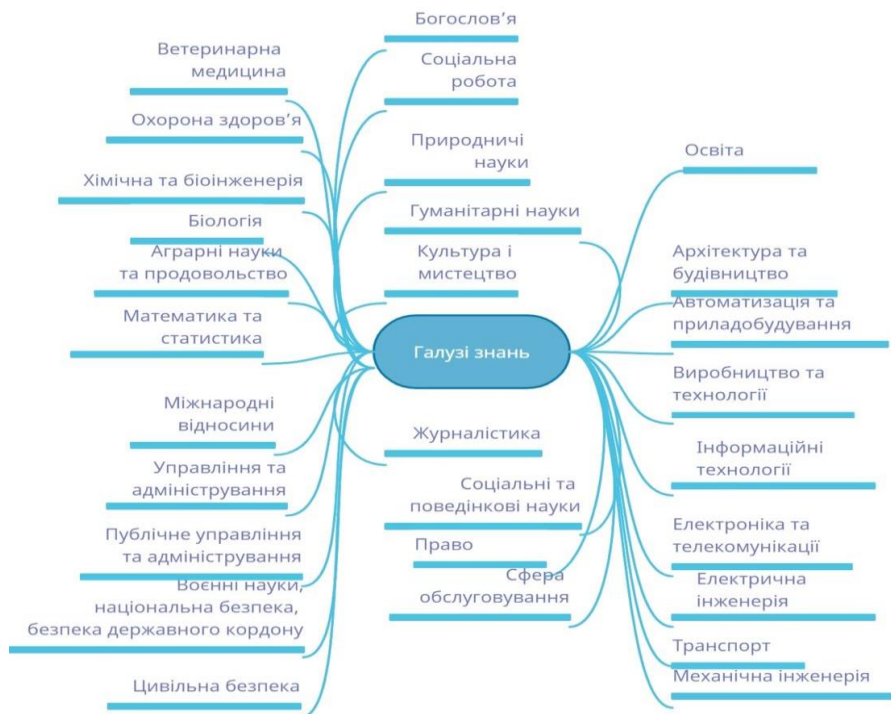 Богослов’я
Ветеринарна
медицина
Соціальна
робота
Охорона здоров’я
Природничі
науки
Освіта
Хімічна та біоінженерія
Гуманітарні науки
Біологія
Аграрні науки
та продовольство
Культура і
мистецтво
Архітектура та
будівництво
Автоматизація та
приладобудування
Математика та
статистика
Галузі знань
Виробництво та
технології
Міжнародні
відносини
Журналістика
Інформаційні
технології
Управління та
адміністрування
Соціальні та
поведінкові науки
Публічне управління
та адміністрування
Право
Електроніка та
телекомунікації
Сфера
обслуговування
Електрична
інженерія
Воєнні науки,
національна безпека,
безпека державного кордону
Транспорт
Механічна інженерія
Цивільна безпека